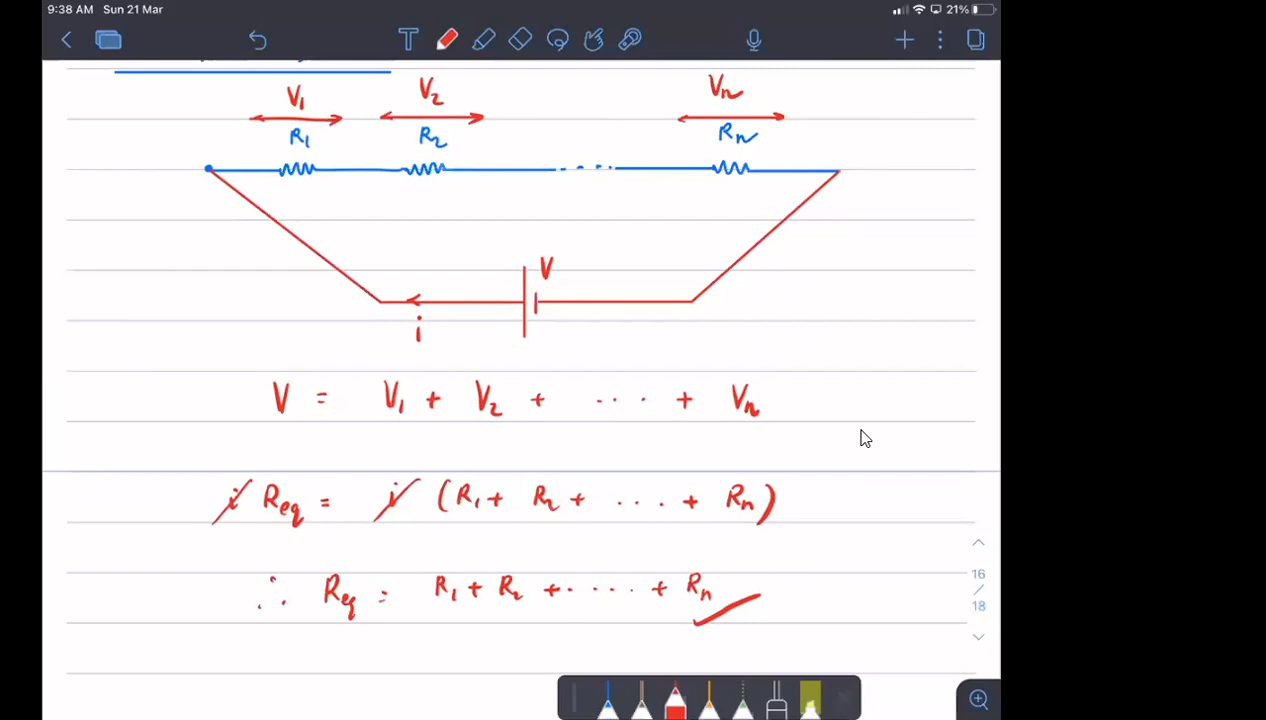 9:38 AM Sun 21 Mar
21%
T
V₁ V₂ Vₙ
R₁ R₂ Rₙ
V
i
V = V₁ + V₂ + ..... + Vₙ
i Req = i (R₁ + R₂ + ..... + Rₙ)
∴ Req = R₁ + R₂ + ..... + Rₙ
16
/
18